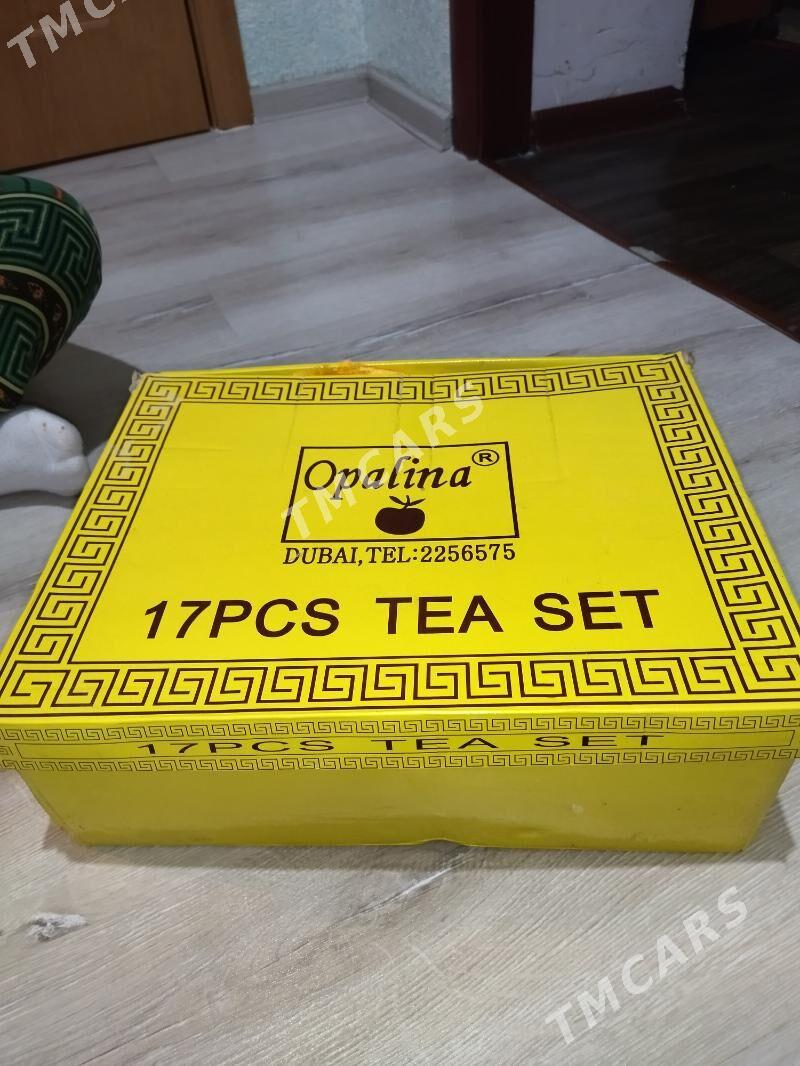 TMCARS
Opalina®
TMCARS
DUBAI,TEL:2256575
17PCS TEA SET
17PCS TEA SET
TMCARS